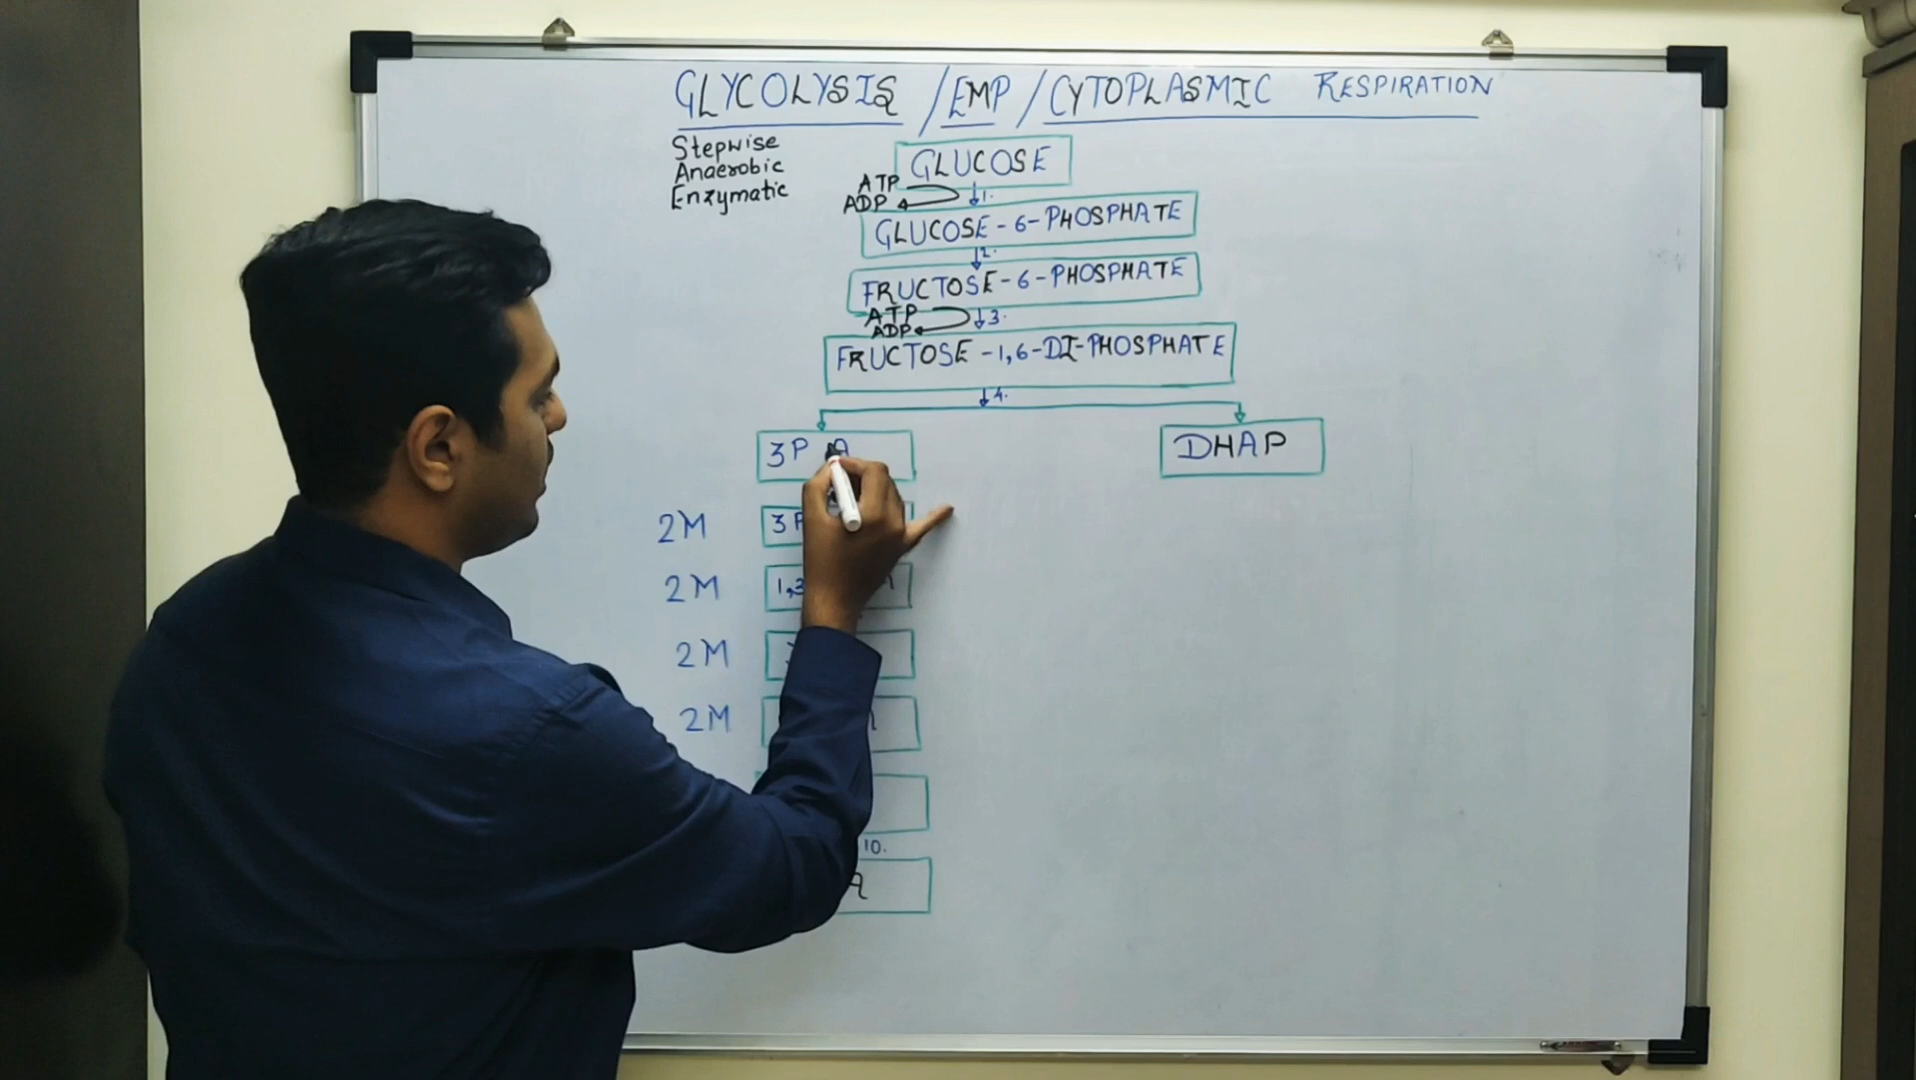 GLYCOLYSIS / EMP / CYTOPLASMIC RESPIRATION
Stepwise
Anaerobic
Enzymatic
GLUCOSE
ATP
ADP
1.
GLUCOSE-6-PHOSPHATE
2.
FRUCTOSE-6-PHOSPHATE
ATP
ADP
3.
FRUCTOSE-1,6-DI-PHOSPHATE
4.
3P A
DHAP
2M
2M
2M
2M
10.